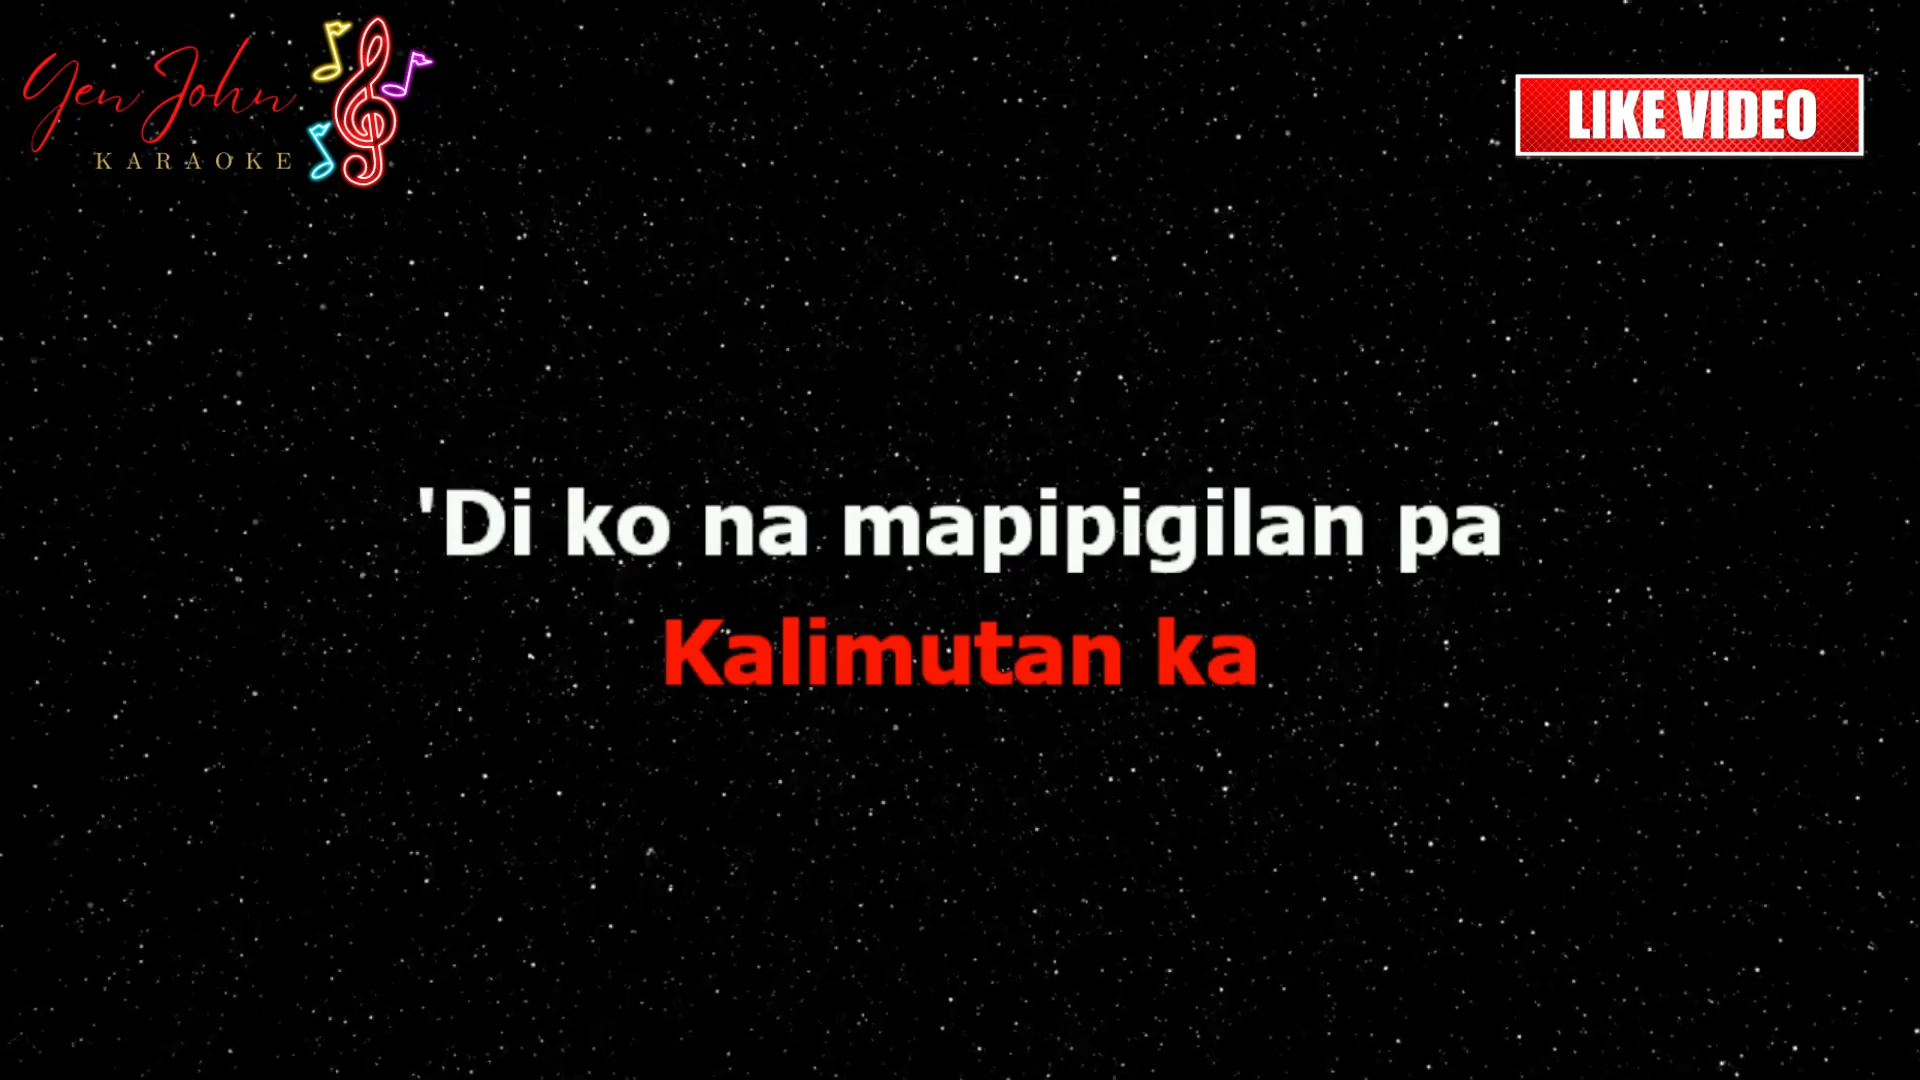 Yen John
KARAOKE
LIKE VIDEO
'Di ko na mapipigilan pa
Kalimutan ka